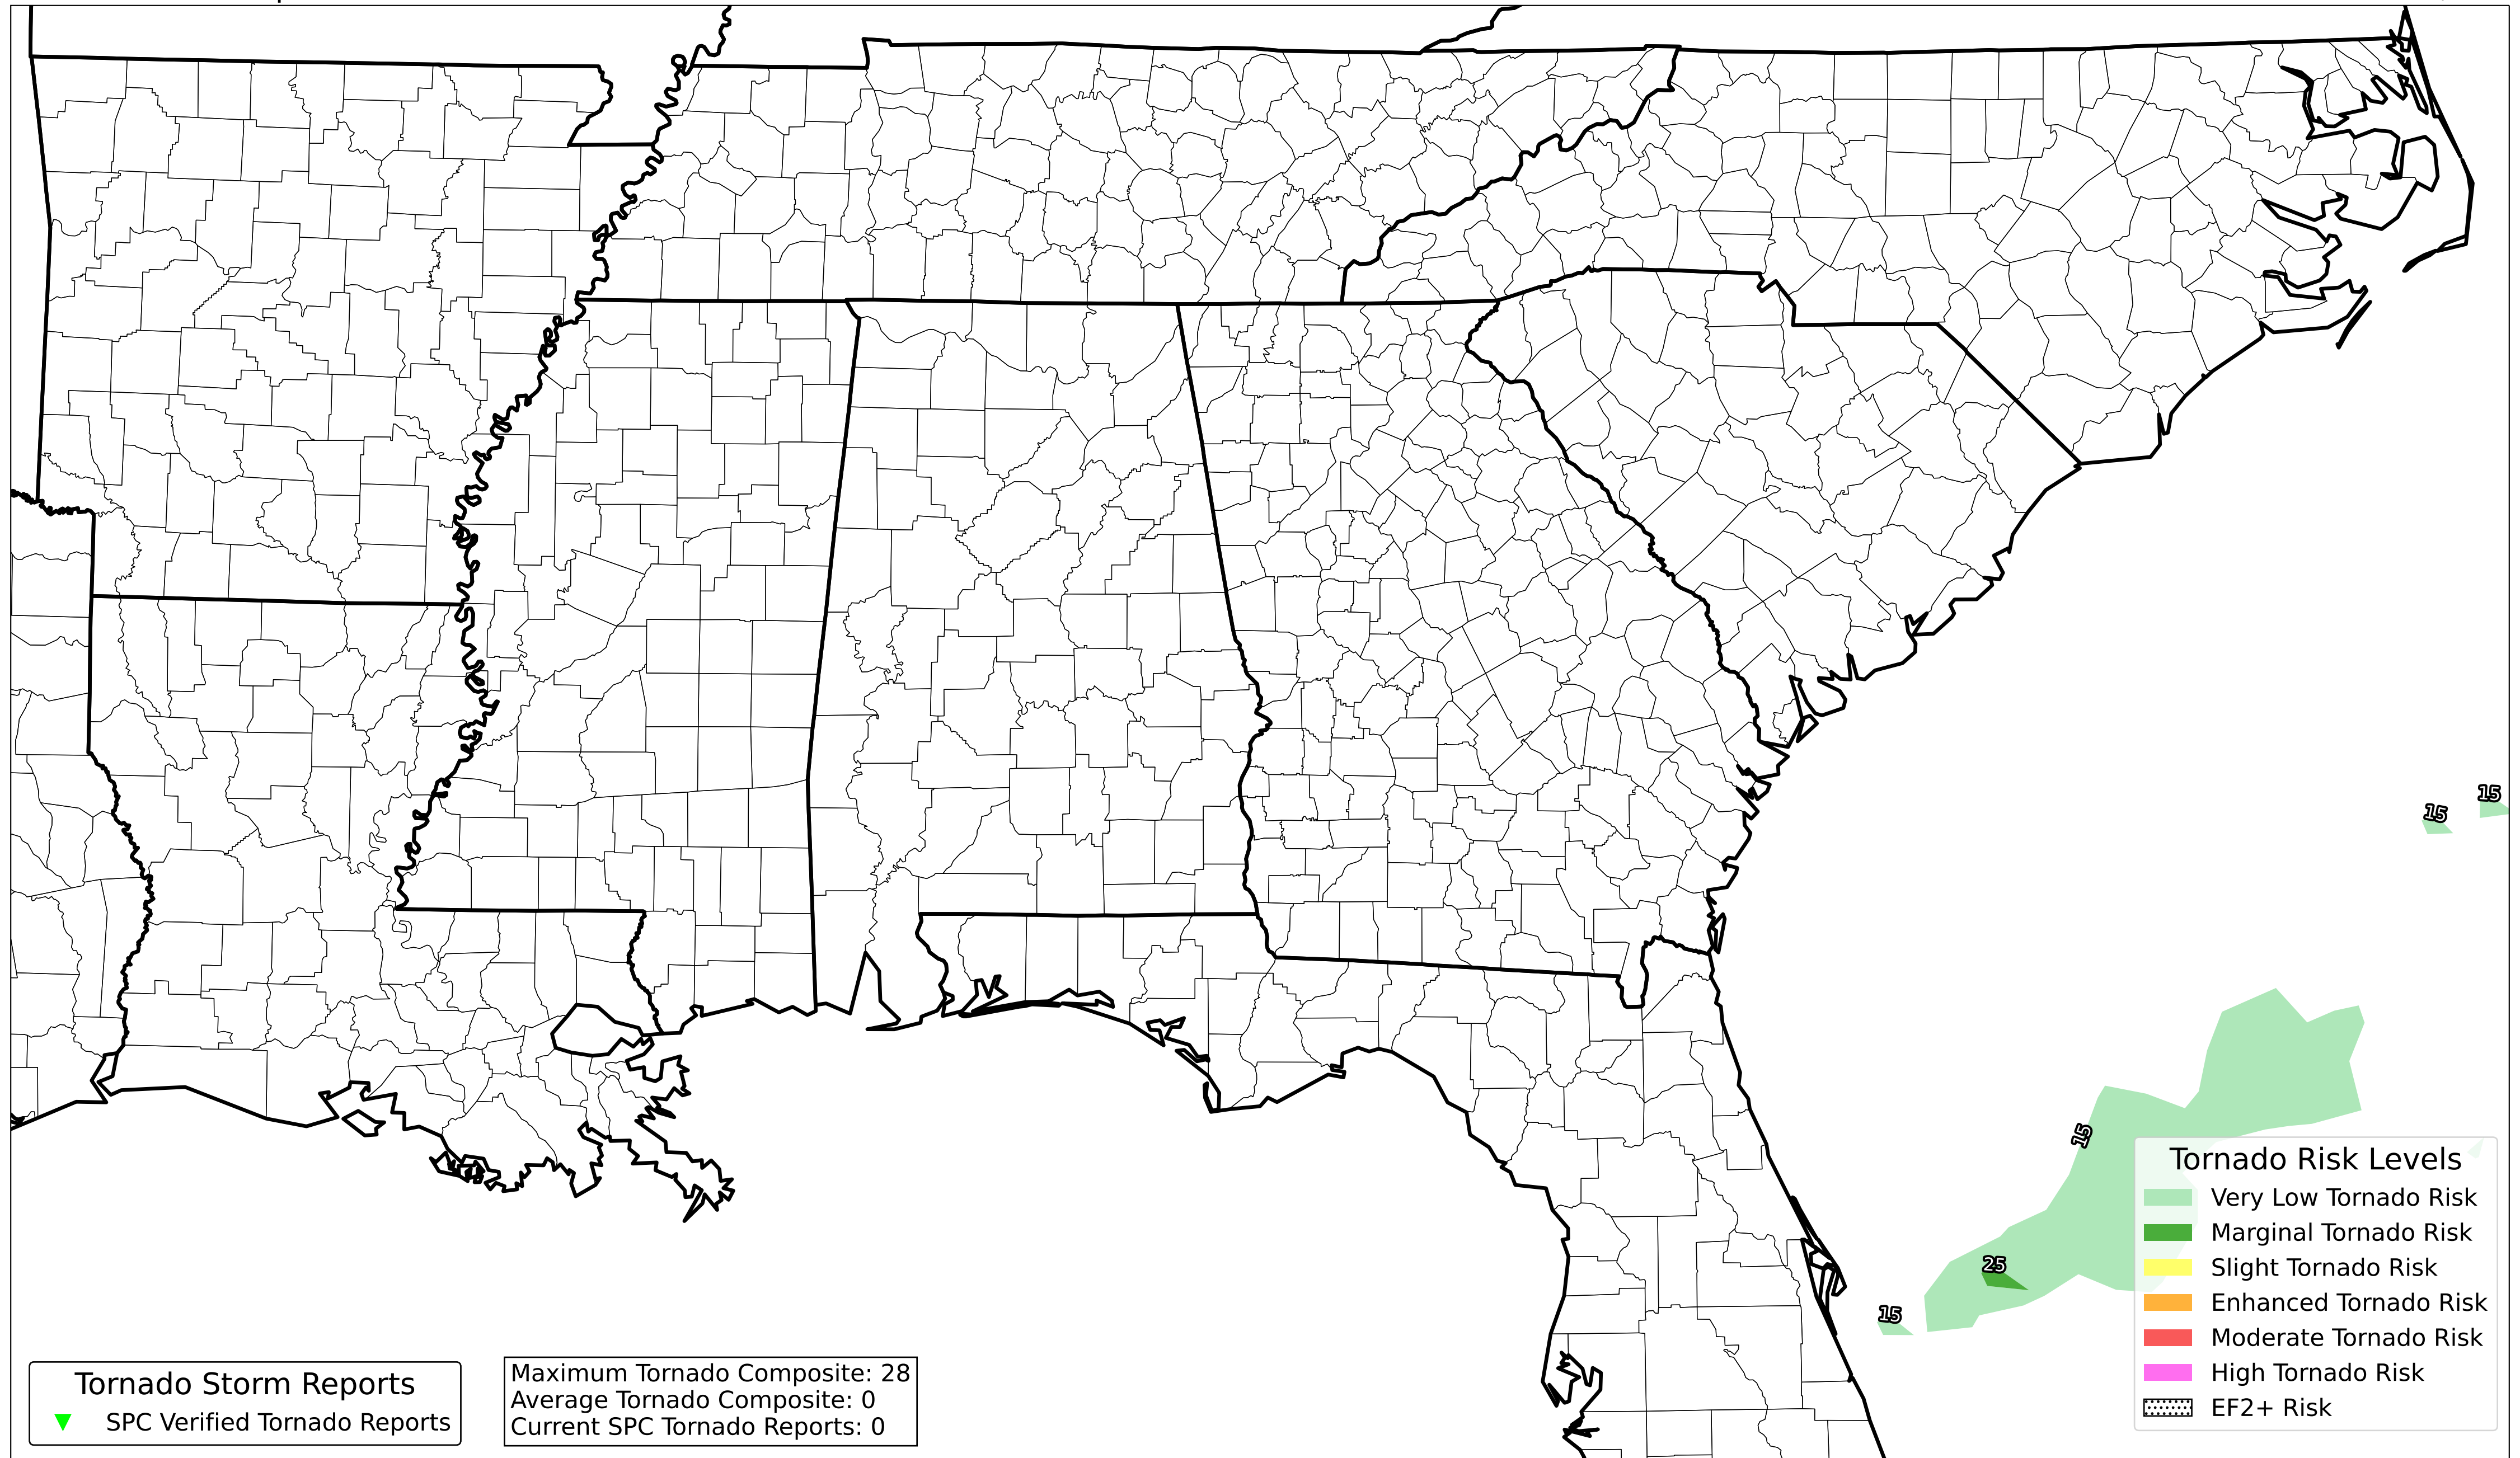 15
15
15
25
15
Tornado Risk Levels
Very Low Tornado Risk
Marginal Tornado Risk
Slight Tornado Risk
Enhanced Tornado Risk
Moderate Tornado Risk
High Tornado Risk
EF2+ Risk
Tornado Storm Reports
SPC Verified Tornado Reports
Maximum Tornado Composite: 28
Average Tornado Composite: 0
Current SPC Tornado Reports: 0